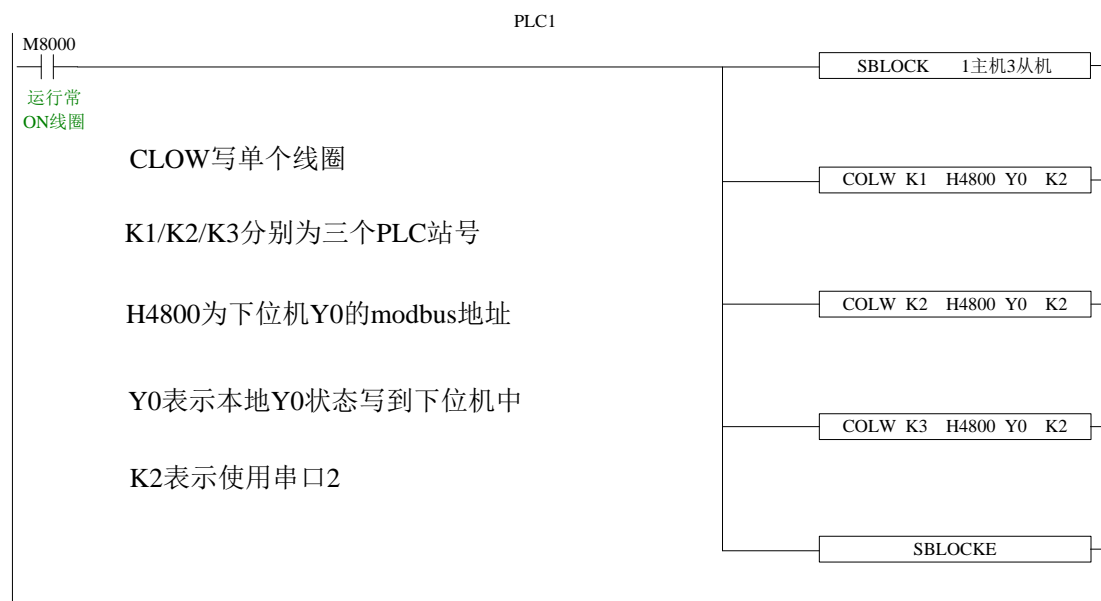 PLC1
M8000
运行常
ON线圈
SBLOCK 1主机3从机
CLOW写单个线圈
COLW K1 H4800 Y0 K2
K1/K2/K3分别为三个PLC站号
H4800为下位机Y0的modbus地址
COLW K2 H4800 Y0 K2
Y0表示本地Y0状态写到下位机中
COLW K3 H4800 Y0 K2
K2表示使用串口2
SBLOCKE